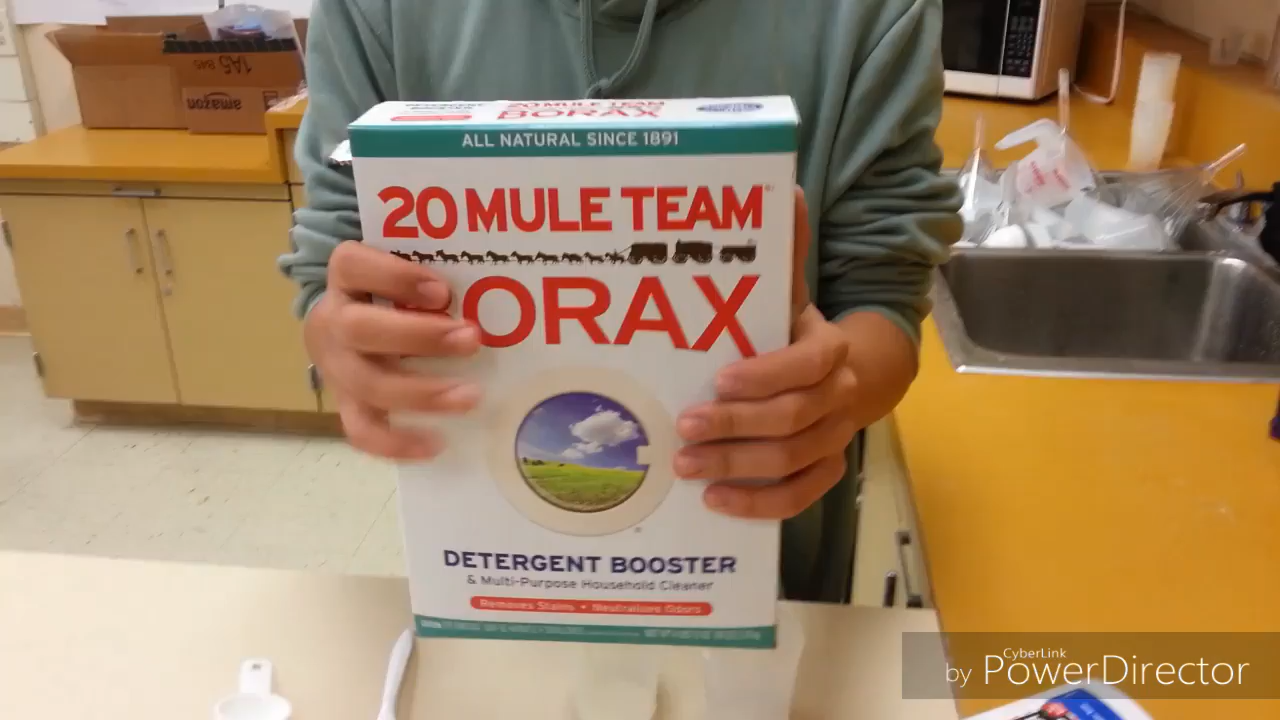 20 MULE TEAM
BORAX
ALL NATURAL SINCE 1891
20 MULE TEAM
BORAX
DETERGENT BOOSTER
& Multi-Purpose Household Cleaner
Removes Stains • Neutralizes Odors
amazon
1A5
CyberLink
by PowerDirector